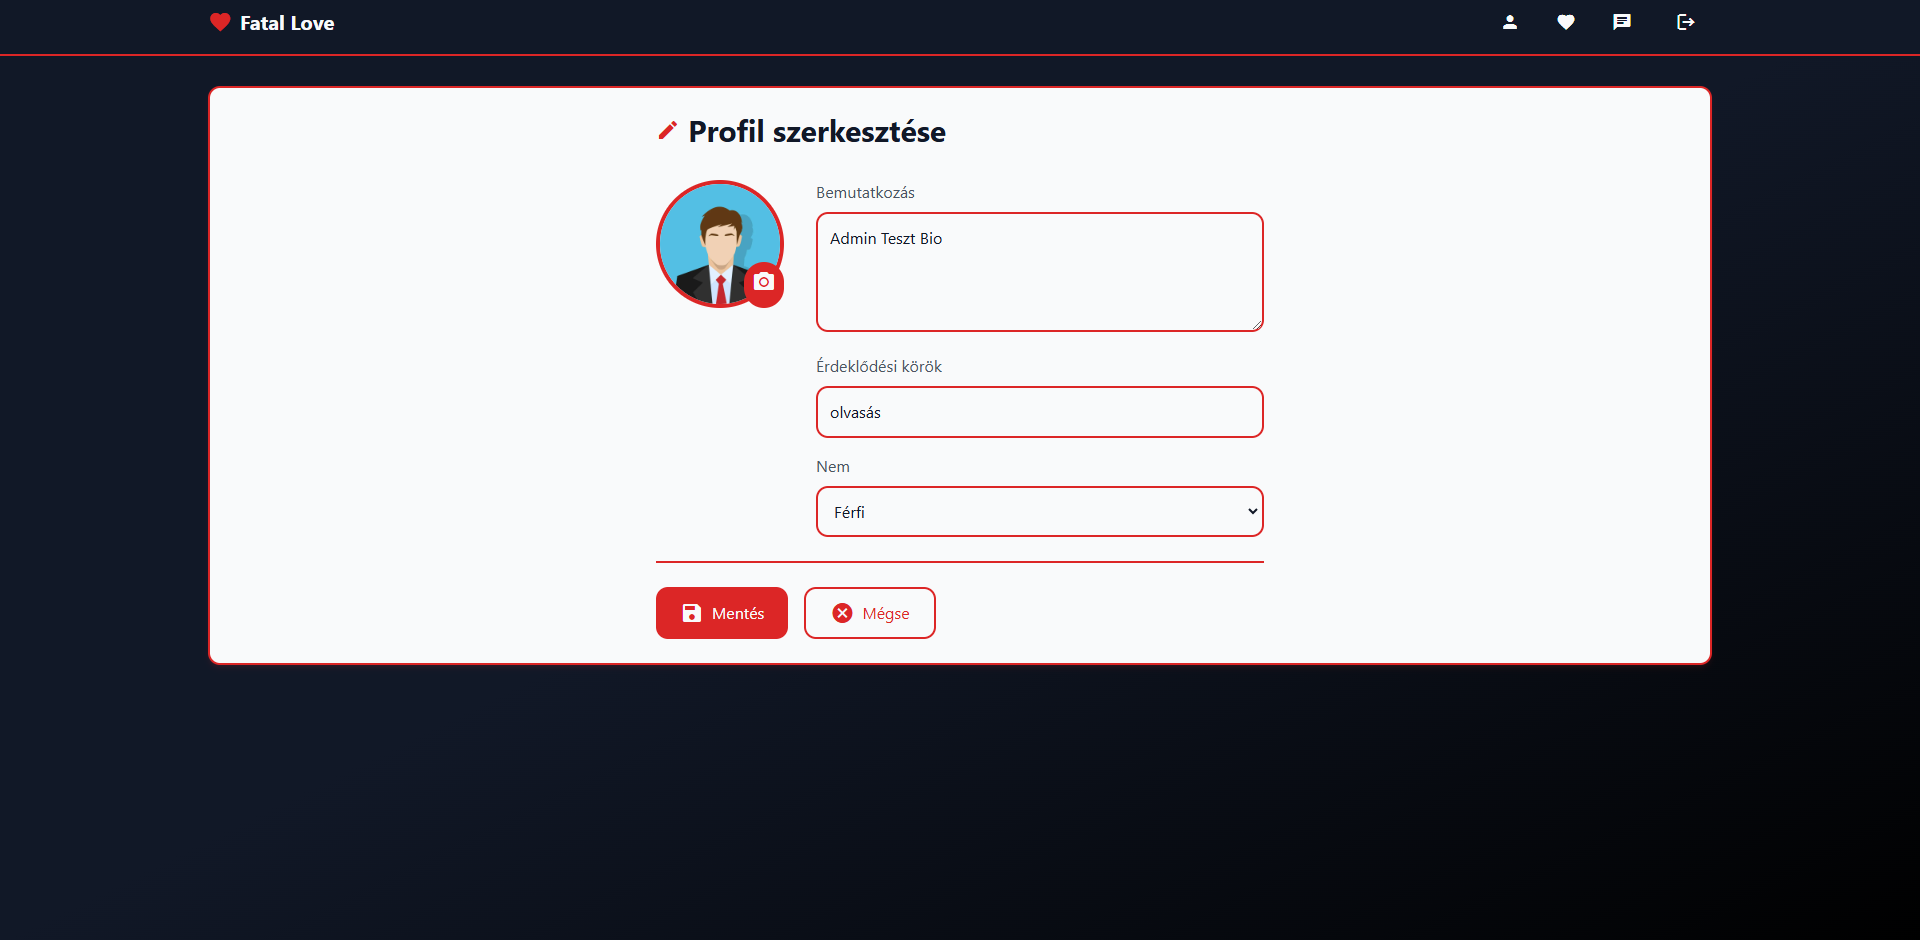 Fatal Love
Profil szerkesztése
Bemutatkozás
Admin Teszt Bio
Érdeklődési körök
olvasás
Nem
Férfi
Mentés
Mégse